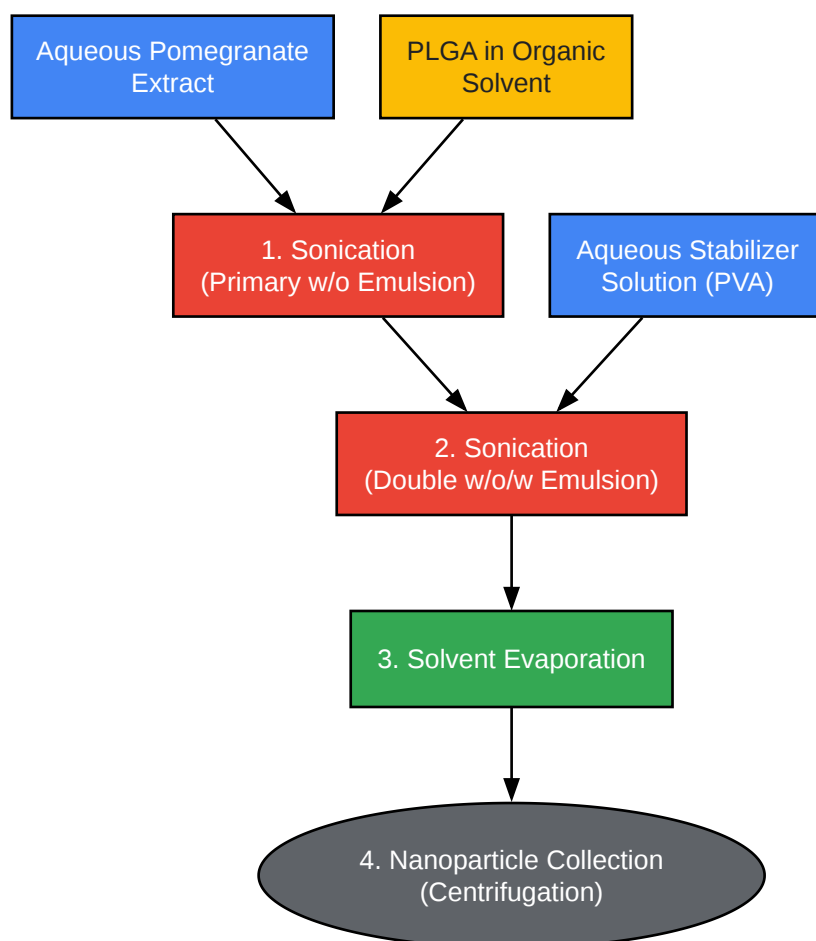 Aqueous Pomegranate
Extract
PLGA in Organic
Solvent
1. Sonication
(Primary w/o Emulsion)
Aqueous Stabilizer
Solution (PVA)
2. Sonication
(Double w/o/w Emulsion)
3. Solvent Evaporation
4. Nanoparticle Collection
(Centrifugation)